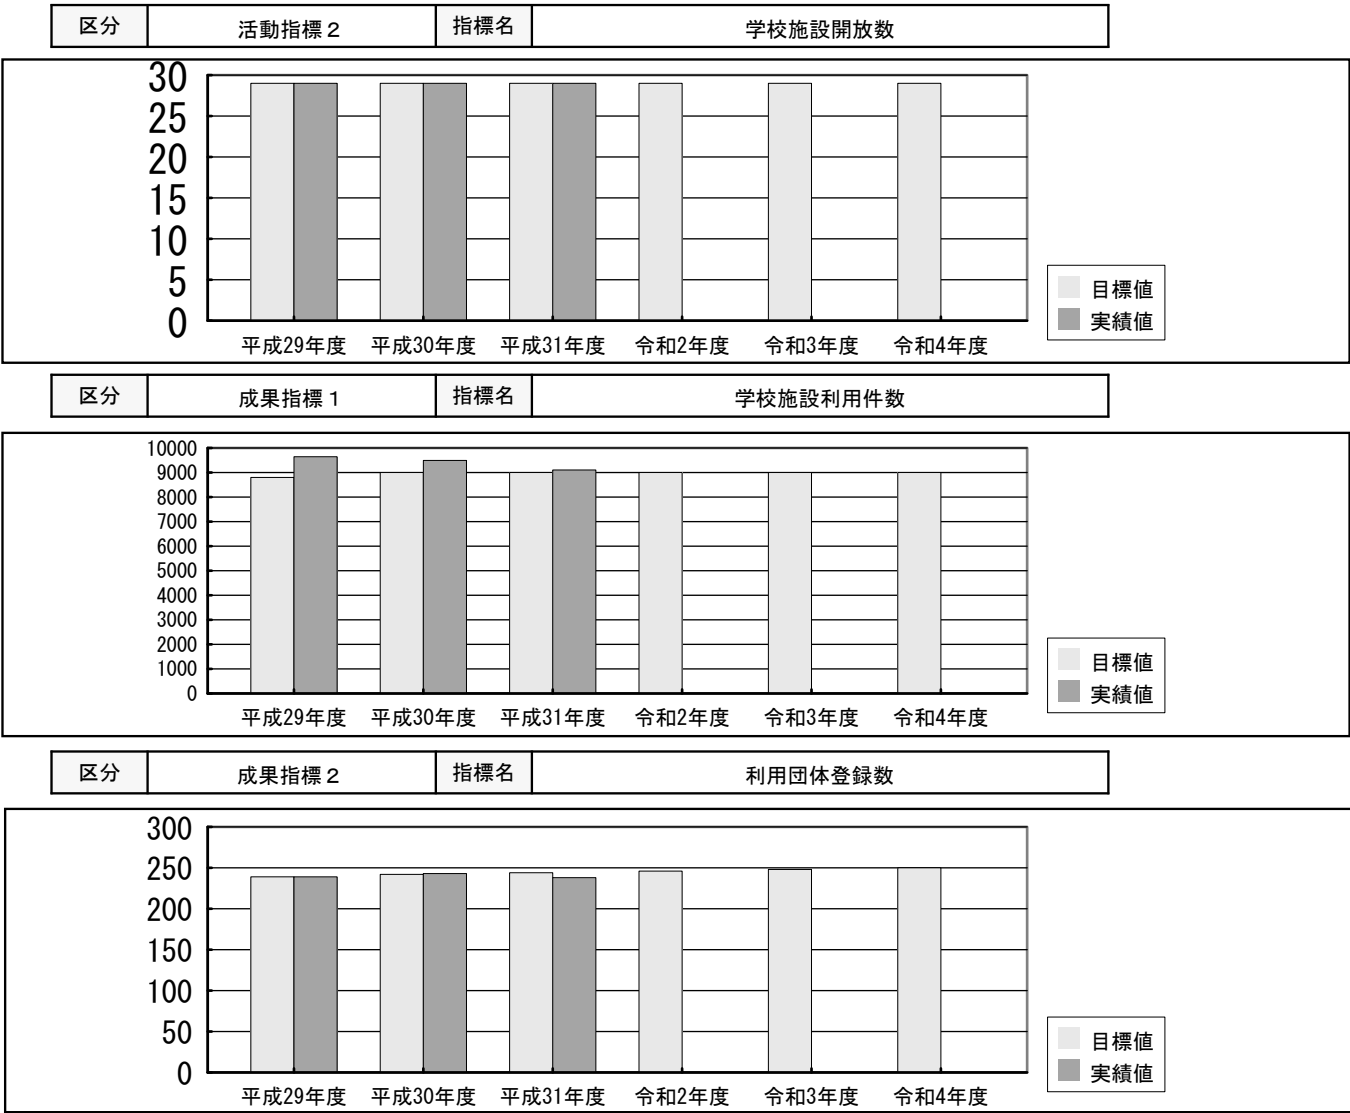 区分 活動指標２ 指標名 学校施設開放数
30
25
20
15
10
5
0
平成29年度 平成30年度 平成31年度 令和2年度 令和3年度 令和4年度
目標値
実績値
区分 成果指標１ 指標名 学校施設利用件数
10000
9000
8000
7000
6000
5000
4000
3000
2000
1000
0
平成29年度 平成30年度 平成31年度 令和2年度 令和3年度 令和4年度
目標値
実績値
区分 成果指標２ 指標名 利用団体登録数
300
250
200
150
100
50
0
平成29年度 平成30年度 平成31年度 令和2年度 令和3年度 令和4年度
目標値
実績値